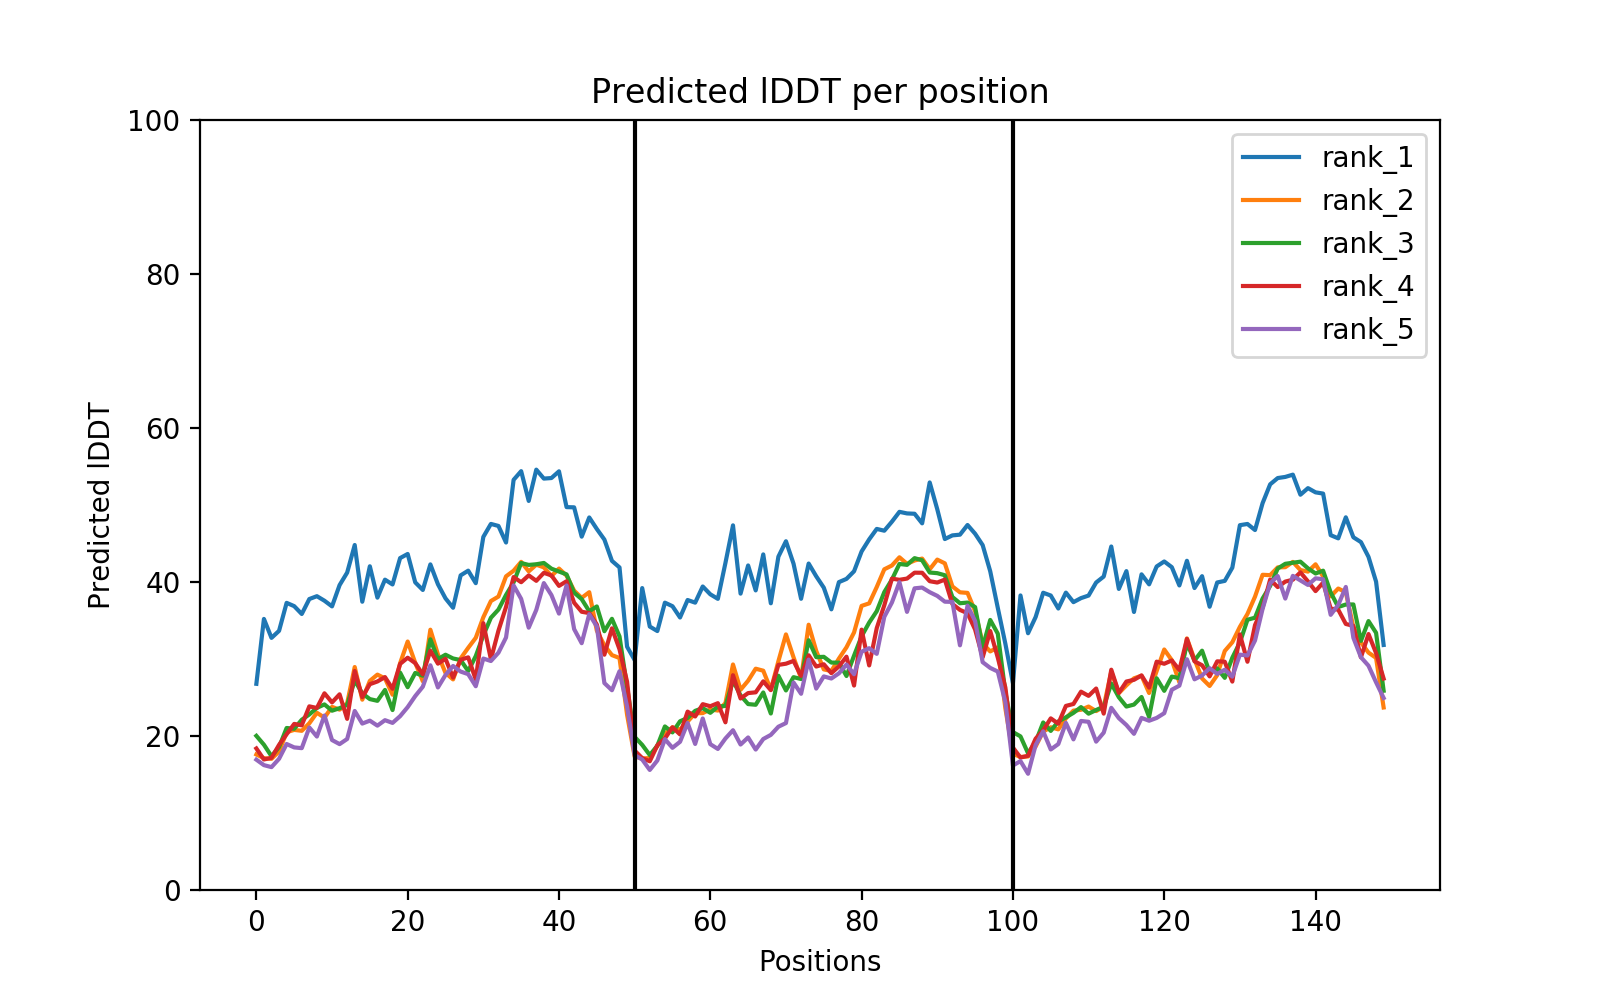 Predicted lDDT per position
100
80
60
40
20
0
Predicted lDDT
rank_1
rank_2
rank_3
rank_4
rank_5
0 20 40 60 80 100 120 140
Positions